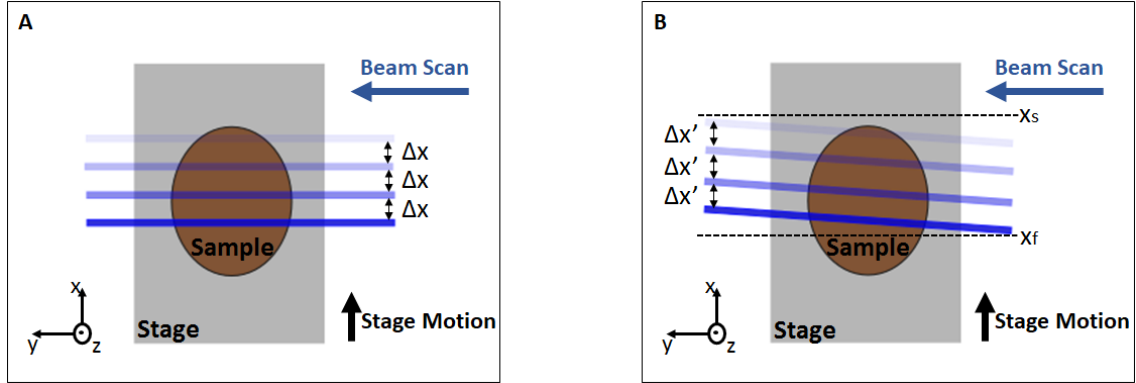 A
Beam Scan
Δx
Δx
Δx
Sample
x
y
z
Stage
Stage Motion
B
Beam Scan
xs
Δx’
Δx’
Δx’
Sample
xf
x
y
z
Stage
Stage Motion